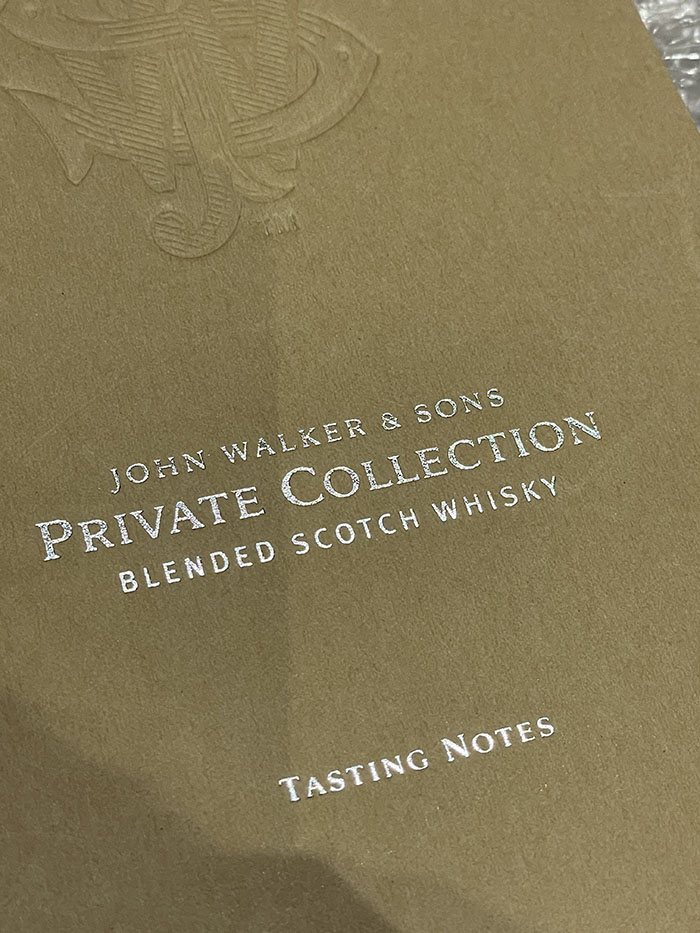 JOHN WALKER & SONS
PRIVATE COLLECTION
BLENDED SCOTCH WHISKY
TASTING NOTES